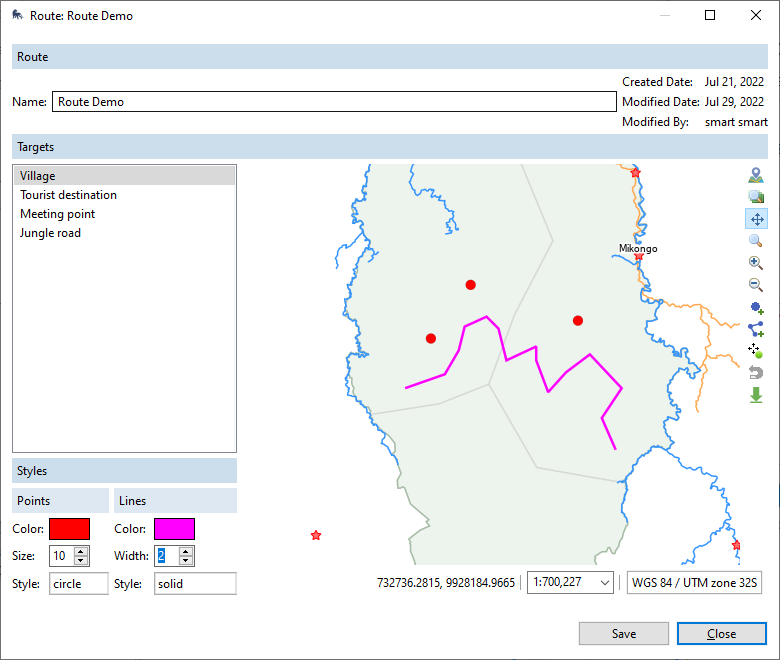 Route: Route Demo
Route
Created Date: Jul 21, 2022
Name: Route Demo
Modified Date: Jul 29, 2022
Modified By: smart smart
Targets
Village
Tourist destination
Meeting point
Jungle road
Mikongo
Styles
Points Lines
Color: Color:
Size: 10 Width: 2
Style: circle Style: solid
732736.2815, 9928184.9665 1:700,227 WGS 84 / UTM zone 32S
Save Close